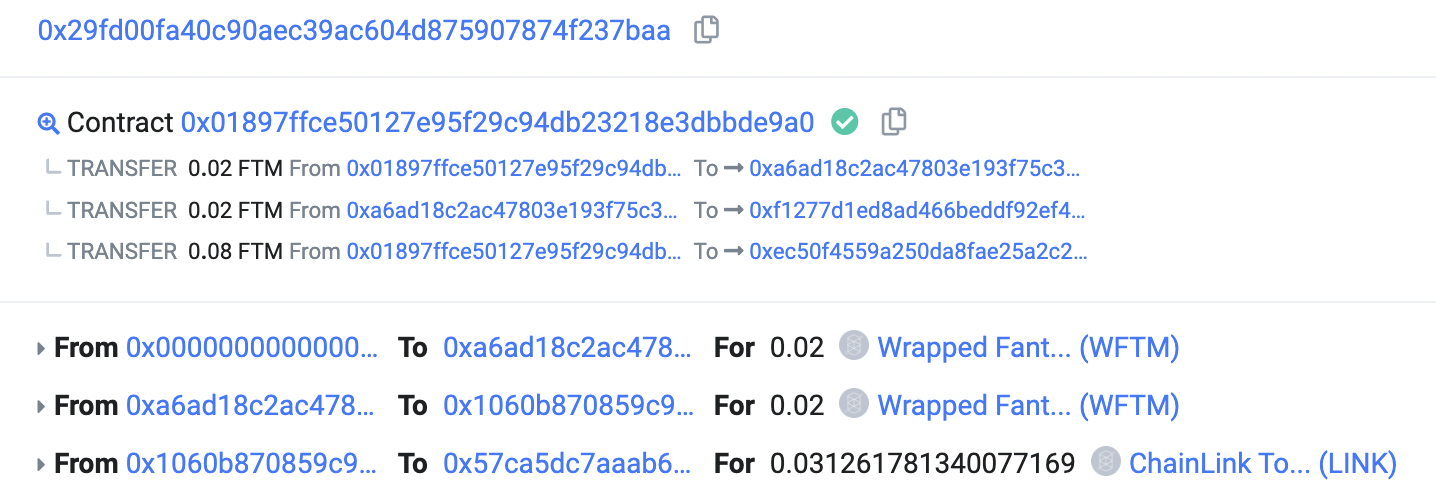 0x29fd00fa40c90aec39ac604d875907874f237baa
Contract 0x01897ffce50127e95f29c94db23218e3dbbde9a0
TRANSFER 0.02 FTM From 0x01897ffce50127e95f29c94db... To → 0xa6ad18c2ac47803e193f75c3...
TRANSFER 0.02 FTM From 0xa6ad18c2ac47803e193f75c3... To → 0xf1277d1ed8ad466beddf92ef4...
TRANSFER 0.08 FTM From 0x01897ffce50127e95f29c94db... To → 0xec50f4559a250da8fae25a2c2...
From 0x0000000000000... To 0xa6ad18c2ac478... For 0.02 Wrapped Fant... (WFTM)
From 0xa6ad18c2ac478... To 0x1060b870859c9... For 0.02 Wrapped Fant... (WFTM)
From 0x1060b870859c9... To 0x57ca5dc7aaab6... For 0.031261781340077169 ChainLink To... (LINK)